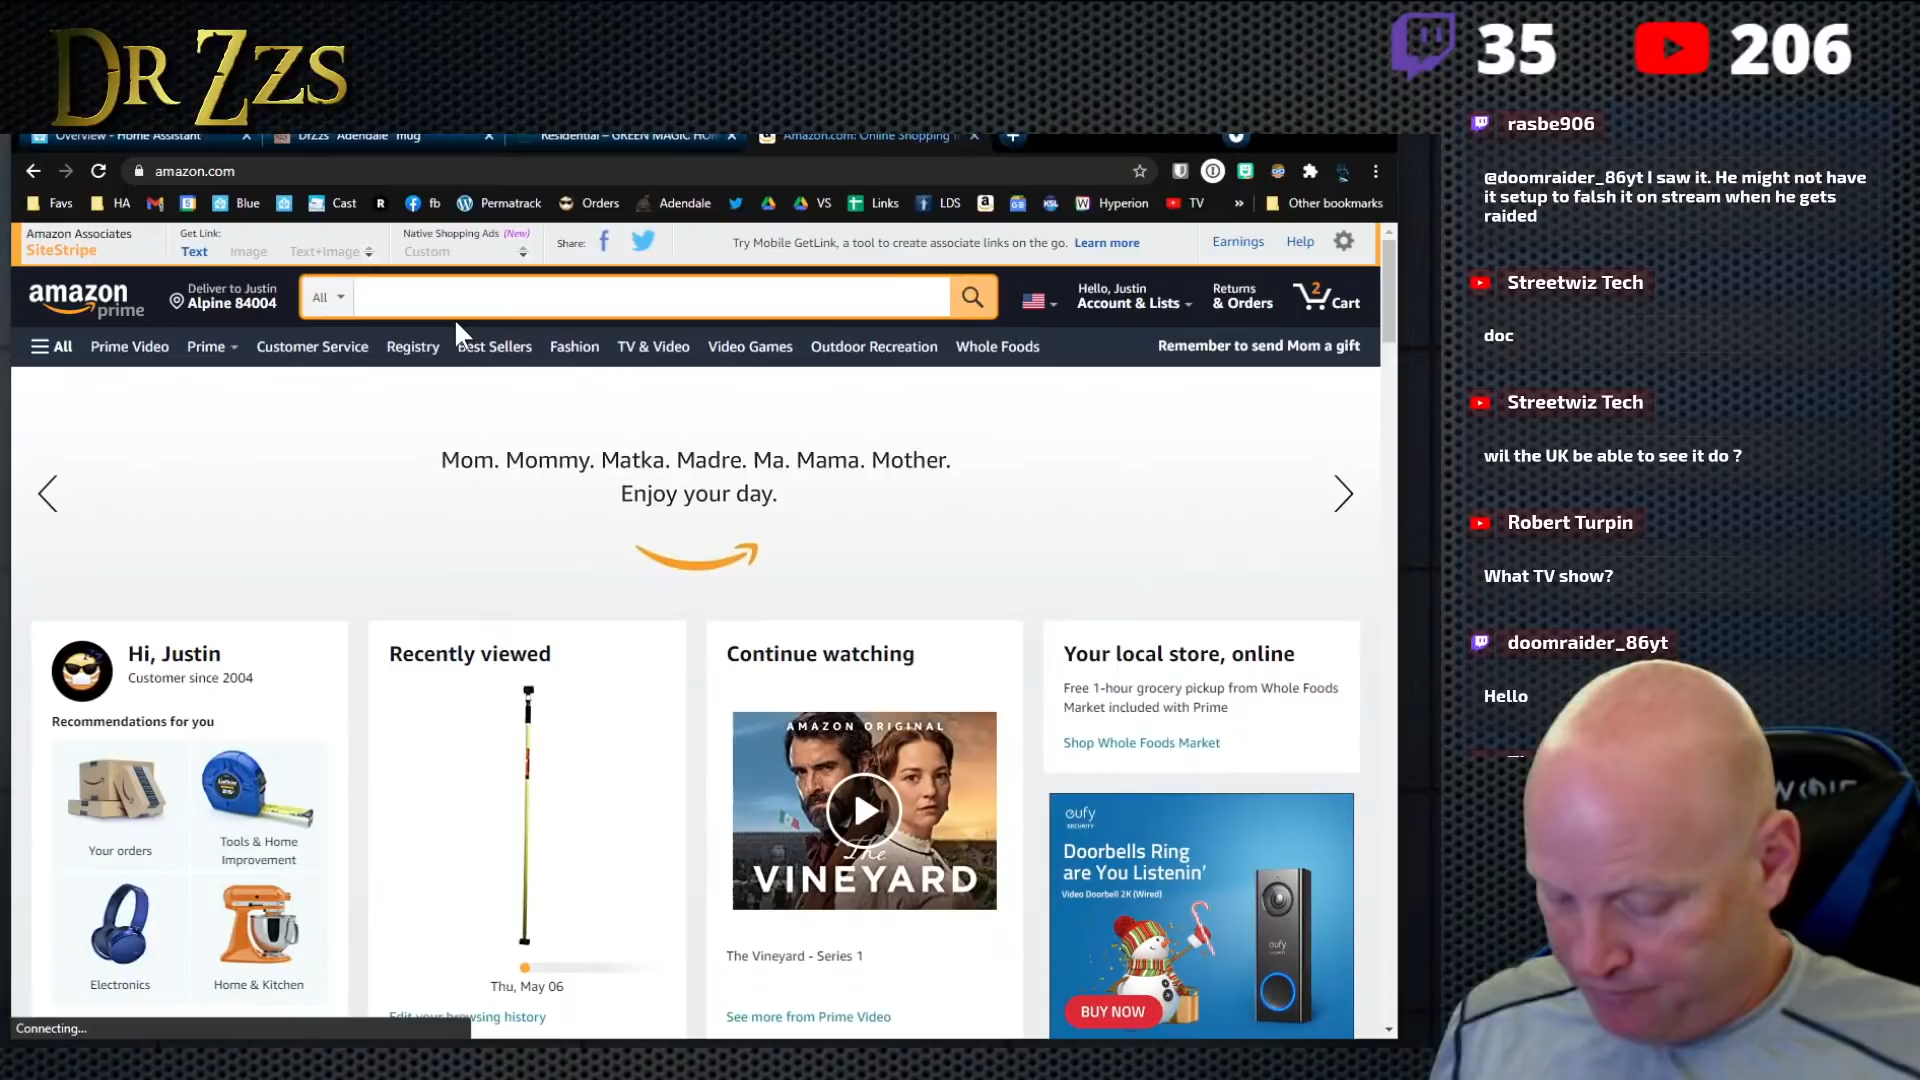 DR ZZS
35
206
Overview - Home Assistant
DrZzs "Adendale" mug
Residential – GREEN MAGIC HO
Amazon.com: Online Shopping
amazon.com
Favs HA Blue Cast R fb Permatrack Orders Adendale VS Links LDS Hyperion TV » Other bookmarks
Amazon Associates
SiteStripe
Get Link:
Text Image Text+Image
Native Shopping Ads (New)
Custom
Share:
Try Mobile GetLink, a tool to create associate links on the go. Learn more
Earnings Help
amazon
prime
Deliver to Justin
Alpine 84004
All
Hello, Justin
Account & Lists
Returns
& Orders
2
Cart
All Prime Video Prime Customer Service Registry Best Sellers Fashion TV & Video Video Games Outdoor Recreation Whole Foods
Remember to send Mom a gift
Mom. Mommy. Matka. Madre. Ma. Mama. Mother.
Enjoy your day.
Hi, Justin
Customer since 2004
Recommendations for you
Your orders
Tools & Home
Improvement
Electronics
Home & Kitchen
Recently viewed
Thu, May 06
Edit your browsing history
Continue watching
AMAZON ORIGINAL
The
VINEYARD
The Vineyard - Series 1
See more from Prime Video
Your local store, online
Free 1-hour grocery pickup from Whole Foods
Market included with Prime
Shop Whole Foods Market
eufy
SECURITY
Doorbells Ring
are You Listenin'
Video Doorbell 2K (Wired)
eufy
BUY NOW
Connecting...
rasbe906
@doomraider_86yt I saw it. He might not have
it setup to falsh it on stream when he gets
raided
Streetwiz Tech
doc
Streetwiz Tech
wil the UK be able to see it do ?
Robert Turpin
What TV show?
doomraider_86yt
Hello